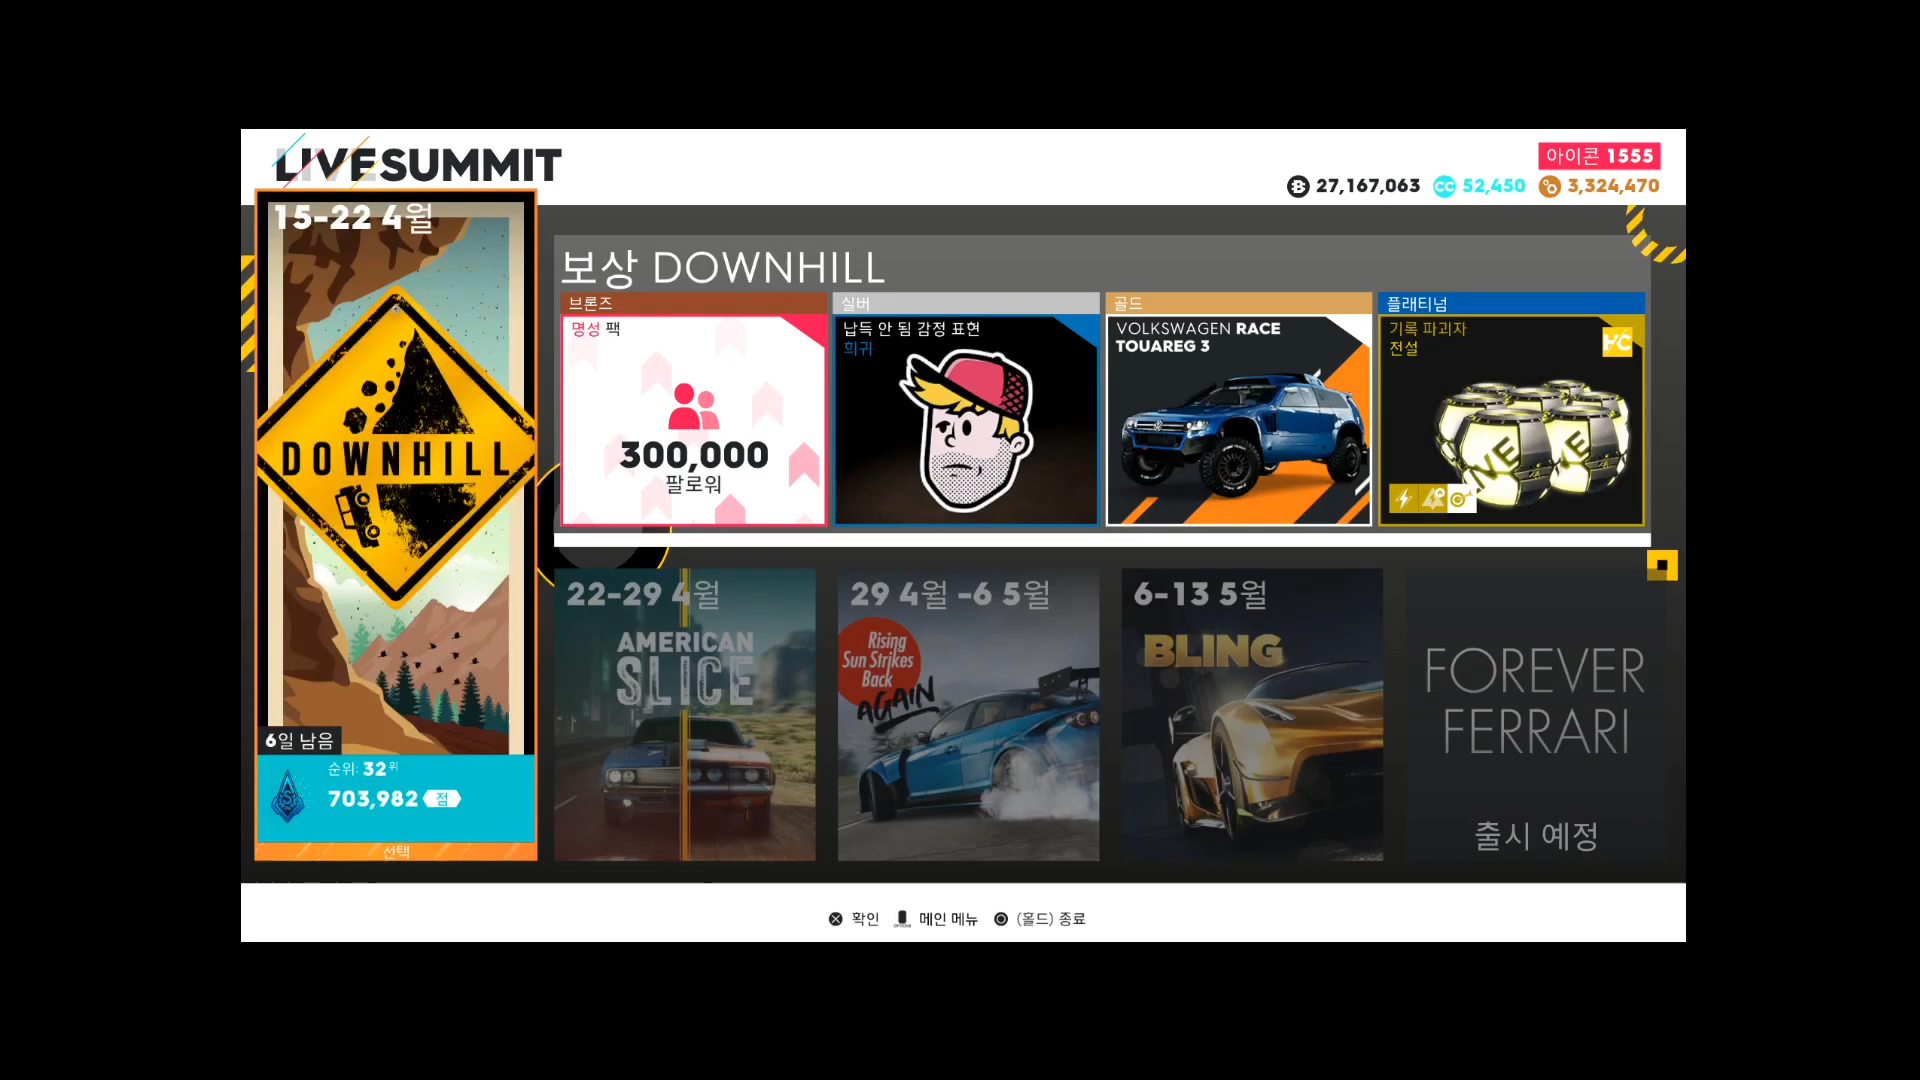 LIVE SUMMIT
아이콘 1555
27,167,063 CC 52,450 3,324,470
15-22 4월
DOWNHILL
6일 남음
순위: 32위
703,982 점
선택
보상 DOWNHILL
브론즈
명성 팩
300,000
팔로워
실버
납득 안 됨 감정 표현
희귀
골드
VOLKSWAGEN RACE
TOUAREG 3
플래티넘
기록 파괴자
전설
LIVE
22-29 4월
AMERICAN
SLICE
29 4월 -6 5월
Rising
Sun Strikes
Back
AGAIN
6-13 5월
BLING
FOREVER
FERRARI
출시 예정
확인 OPTIONS 메인 메뉴 (홀드) 종료